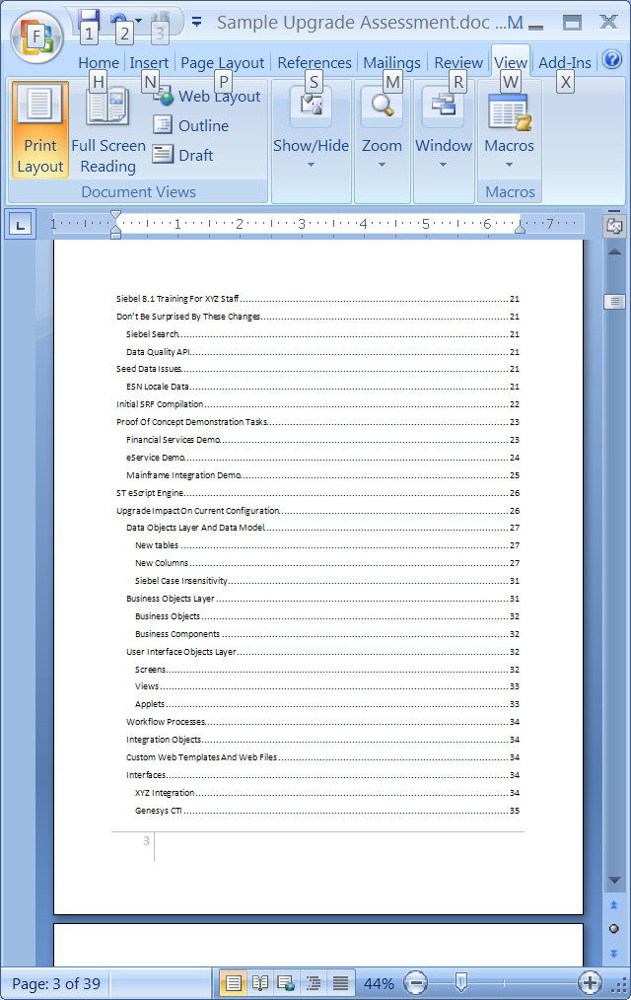 F 1 2 3 Sample Upgrade Assessment.doc ...M
Home Insert Page Layout References Mailings Review View Add-Ins ?
H N P S M R W X
Print Layout
Full Screen Reading
Web Layout
Outline
Draft
Document Views
Show/Hide
Zoom
Window
Macros
Macros
L
1 1 2 3 4 5 6 7
Siebel 8.1 Training For XYZ Staff 21
Don't Be Surprised By These Changes 21
Siebel Search 21
Data Quality API 21
Seed Data Issues 21
ESN Locale Data 21
Initial SRF Compilation 22
Proof Of Concept Demonstration Tasks 23
Financial Services Demo 23
eService Demo 24
Mainframe Integration Demo 25
ST eScript Engine 26
Upgrade Impact On Current Configuration 26
Data Objects Layer And Data Model 27
New tables 27
New Columns 27
Siebel Case Insensitivity 31
Business Objects Layer 31
Business Objects 32
Business Components 32
User Interface Objects Layer 32
Screens 32
Views 33
Applets 33
Workflow Processes 34
Integration Objects 34
Custom Web Templates And Web Files 34
Interfaces 34
XYZ Integration 34
Genesys CTI 35
3
Page: 3 of 39
44%